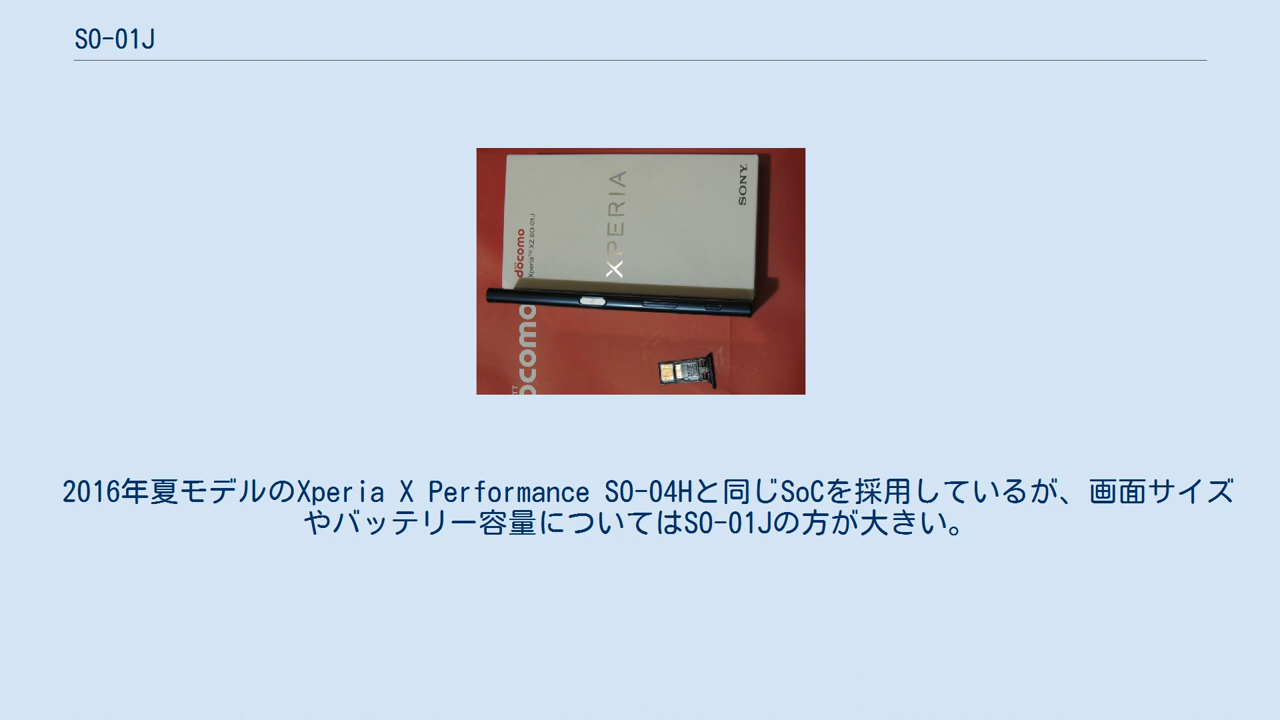 SO-01J
XPERIA
SONY
döcomo
Xperia™ XZ SO-01J
ocomo
2016年夏モデルのXperia X Performance SO-04Hと同じSoCを採用しているが、画面サイズ
やバッテリー容量についてはSO-01Jの方が大きい。